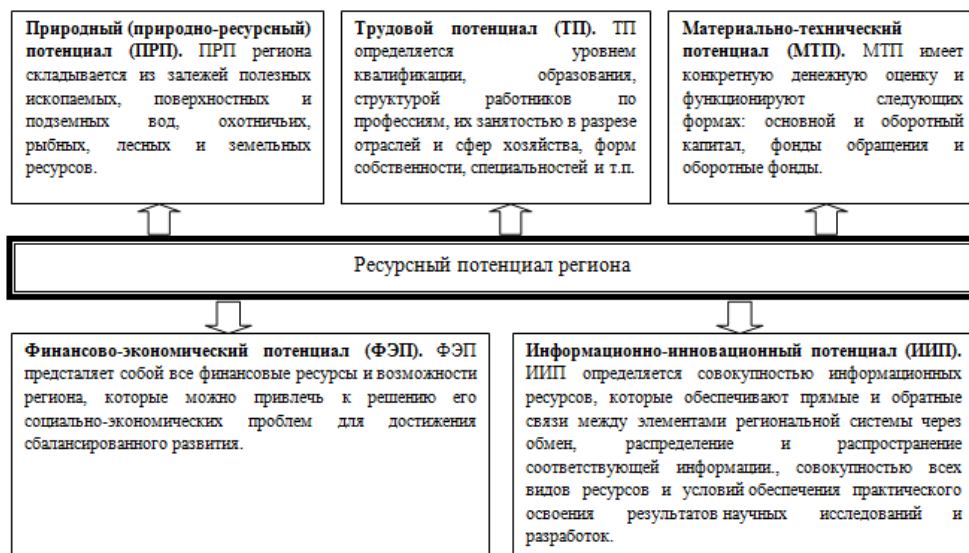 Природный (природно-ресурсный)
потенциал (ПРП). ПРП региона
складывается из залежей полезных
ископаемых, поверхностных и
подземных вод, охотничьих,
рыбных, лесных и земельных
ресурсов.
Трудовой потенциал (ТП). ТП
определяется уровнем
квалификации, образования,
структурой работников по
профессиям, их занятостью в разрезе
отраслей и сфер хозяйства, форм
собственности, специальностей и т.п.
Материально-технический
потенциал (МТП). МТП имеет
конкретную денежную оценку и
функционируют следующих
формах: основной и оборотный
капитал, фонды обращения и
оборотные фонды.
Ресурсный потенциал региона
Финансово-экономический потенциал (ФЭП). ФЭП
предсталяет собой все финансовые ресурсы и возможности
региона, которые можно привлечь к решению его
социально-экономических проблем для достижения
сбалансированного развития.
Информационно-инновационный потенциал (ИИП).
ИИП определяется совокупностью информационных
ресурсов, которые обеспечивают прямые и обратные
связи между элементами региональной системы через
обмен, распределение и распространение
соответствующей информации., совокупностью всех
видов ресурсов и условий обеспечения практического
освоения результатов научных исследований и
разработок.